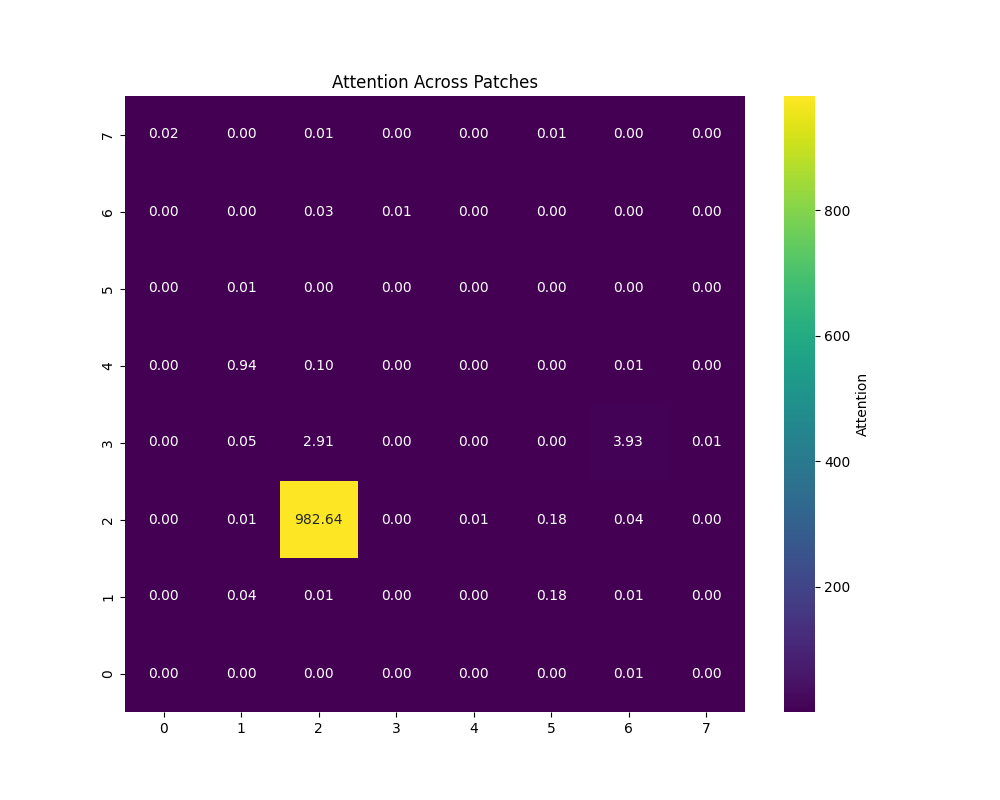 Attention Across Patches
7 0.02 0.00 0.01 0.00 0.00 0.01 0.00 0.00
6 0.00 0.00 0.03 0.01 0.00 0.00 0.00 0.00
5 0.00 0.01 0.00 0.00 0.00 0.00 0.00 0.00
4 0.00 0.94 0.10 0.00 0.00 0.00 0.01 0.00
3 0.00 0.05 2.91 0.00 0.00 0.00 3.93 0.01
2 0.00 0.01 982.64 0.00 0.01 0.18 0.04 0.00
1 0.00 0.04 0.01 0.00 0.00 0.18 0.01 0.00
0 0.00 0.00 0.00 0.00 0.00 0.00 0.01 0.00
0 1 2 3 4 5 6 7
800
600
400
200
Attention